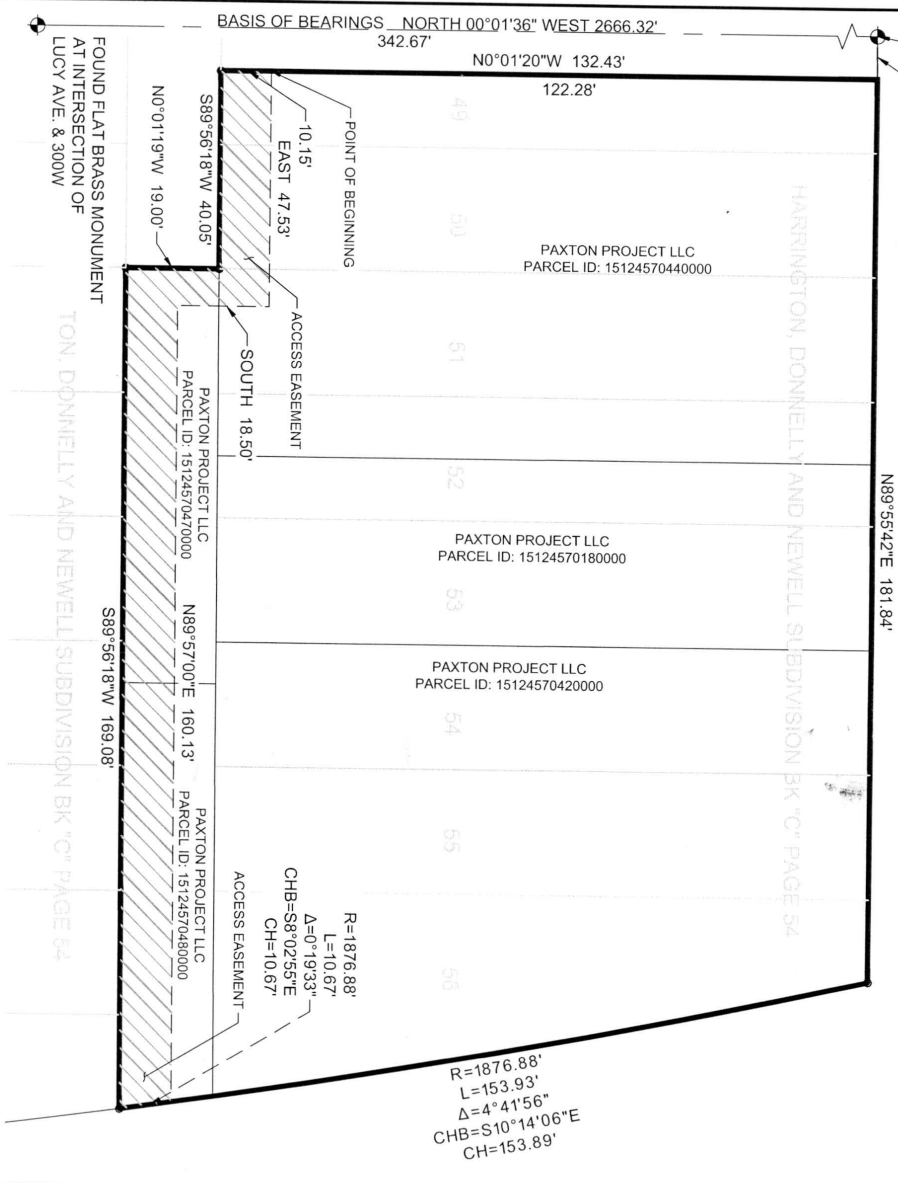 BASIS OF BEARINGS NORTH 00°01'36" WEST 2666.32'
342.67'
N0°01'20"W 132.43'
122.28'
FOUND FLAT BRASS MONUMENT
AT INTERSECTION OF
LUCY AVE. & 300W
N0°01'19"W 19.00'
S89°56'18"W 40.05'
10.15'
EAST 47.53'
POINT OF BEGINNING
ACCESS EASEMENT
SOUTH 18.50'
49
50
51
52
53
54
55
56
PAXTON PROJECT LLC
PARCEL ID: 15124570440000
HARRINGTON, DONNELLY AND NEWELL SUBDIVISION BK "C" PAGE 54
N89°55'42"E 181.84'
PAXTON PROJECT LLC
PARCEL ID: 15124570180000
PAXTON PROJECT LLC
PARCEL ID: 15124570420000
PAXTON PROJECT LLC
PARCEL ID: 15124570470000
N89°57'00"E 160.13'
S89°56'18"W 169.08'
PAXTON PROJECT LLC
PARCEL ID: 15124570480000
TON, DONNELLY AND NEWELL SUBDIVISION BK "C" PAGE 54
ACCESS EASEMENT
R=1876.88'
L=10.67'
Δ=0°19'33"
CHB=S8°02'55"E
CH=10.67'
R=1876.88'
L=153.93'
Δ=4°41'56"
CHB=S10°14'06"E
CH=153.89'